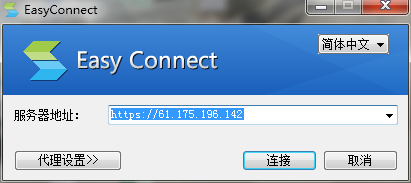 EasyConnect
简体中文
Easy Connect
服务器地址：
https://61.175.196.142
代理设置>>
连接
取消